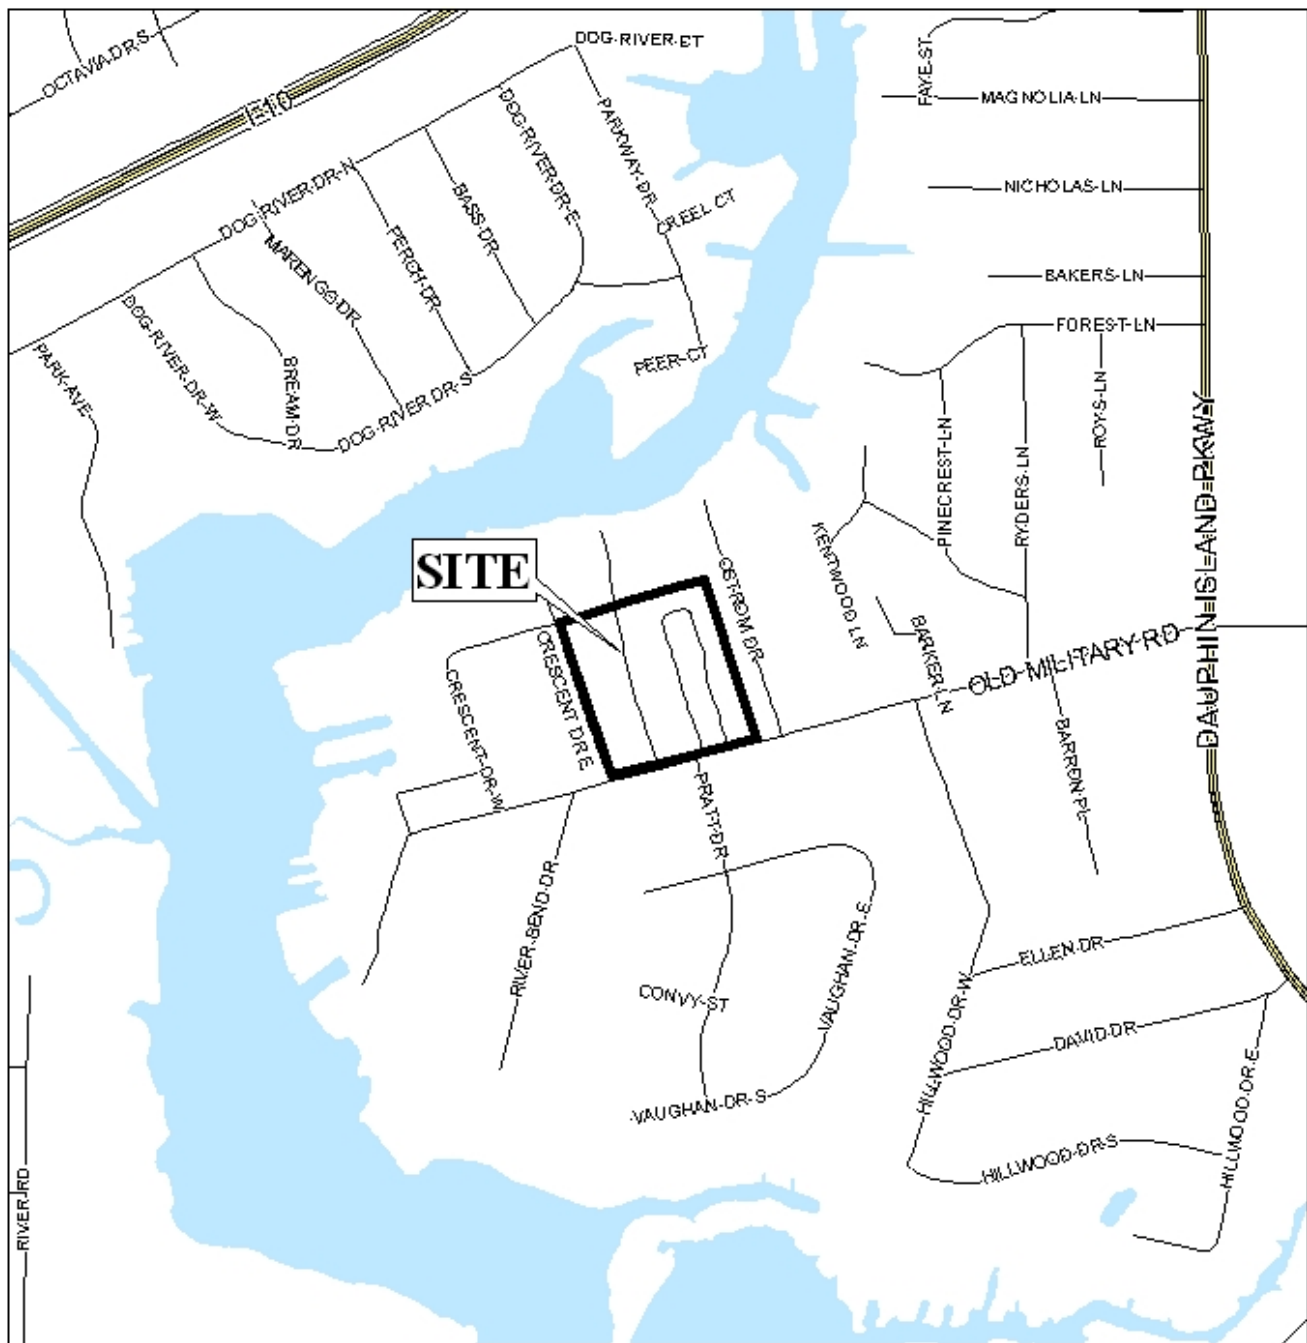 OCTAVIA DR S
IE10
DOG RIVER CT
FAYE ST
MAGNOLIA LN
DOG RIVER DR E
PARKWAY DR
NICHOLAS LN
DOG RIVER DR N
BASS DR
CREEL CT
PERCH DR
MARENGO DR
BAKERS LN
FOREST LN
DOG RIVER DR W
PARK AVE
BREAM DR
PEER CT
DOG RIVER DR S
ROYS LN
PINECREST LN
RYDERS LN
DAUPHIN ISLAND PKWY
SITE
KENTWOOD LN
OSTROM DR
BARKER LN
OLD MILITARY RD
CRESCENT DR E
CRESCENT DR W
BARRON PL
PRATT DR
RIVER BEND DR
VAUGHAN DR E
ELLEN DR
CONVY ST
HILLWOOD DR W
DAVID DR
HILLWOOD DR E
VAUGHAN DR S
HILLWOOD DR S
RIVER RD